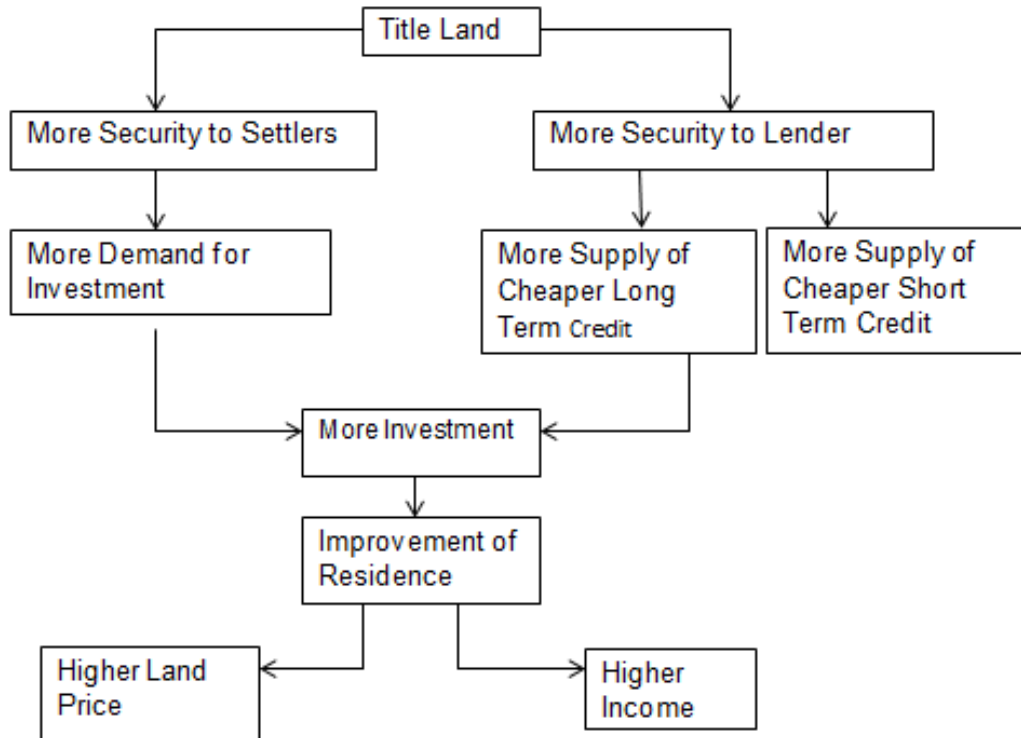 Title Land
More Security to Settlers
More Security to Lender
More Demand for
Investment
More Supply of
Cheaper Long
Term Credit
More Supply of
Cheaper Short
Term Credit
More Investment
Improvement of
Residence
Higher Land
Price
Higher
Income